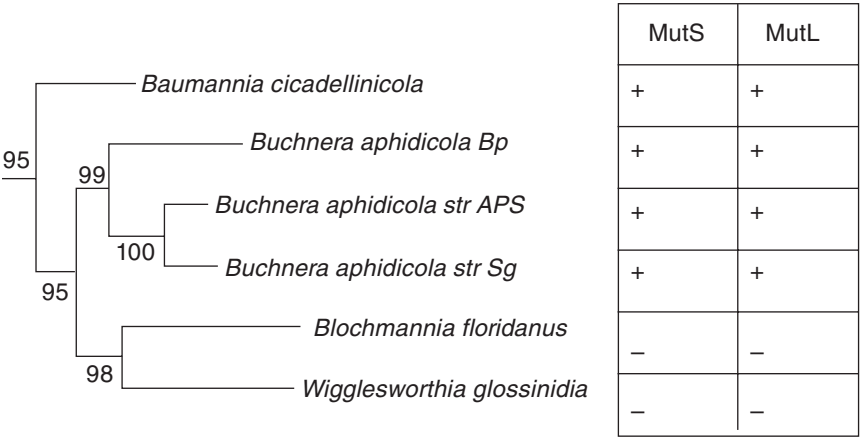 MutS MutL
Baumannia cicadellinicola + +
Buchnera aphidicola Bp + +
95
99
Buchnera aphidicola str APS + +
100
Buchnera aphidicola str Sg + +
95
Blochmannia floridanus – –
98
Wigglesworthia glossinidia – –